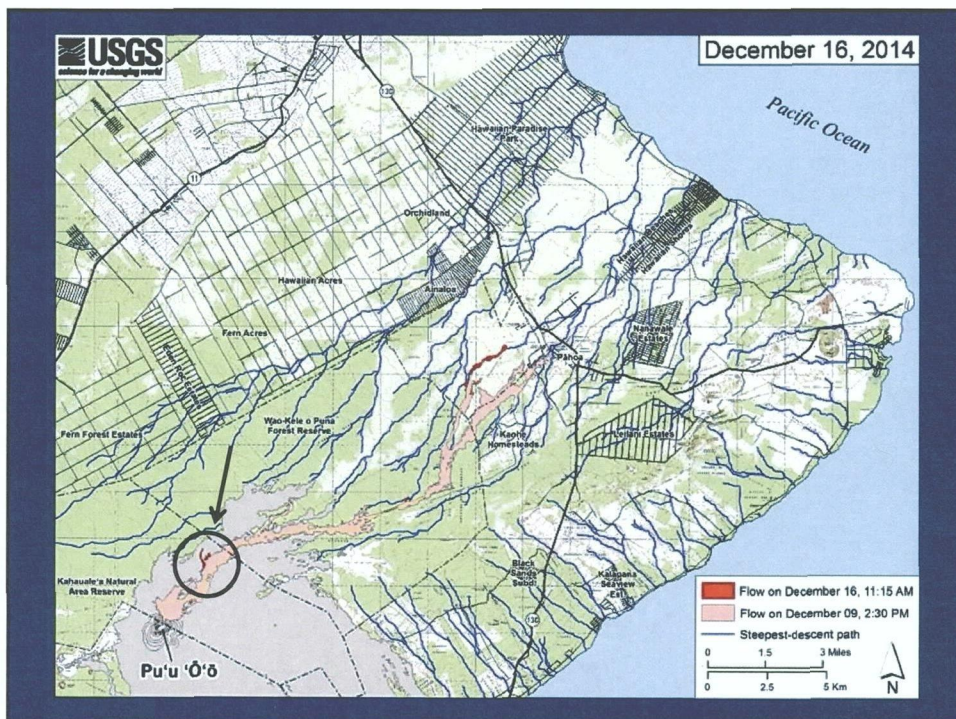 USGS
science for a changing world
December 16, 2014
Pacific Ocean
130
Hawaiian Paradise
Park
11
Orchidland
Hawaiian Acres
Ainaloa
Fern Acres
Nanawale
Estates
Pāhoa
Wao Kele o Puna
Forest Reserve
Fern Forest Estates
Kaohe
Homesteads
Leilani Estates
Kahauale'a Natural
Area Reserve
Black
Sands
Subd
Kalapana
Seaview
Est
130
Pu'u 'Ō'ō
Flow on December 16, 11:15 AM
Flow on December 09, 2:30 PM
Steepest-descent path
0 1.5 3 Miles
0 2.5 5 Km
N